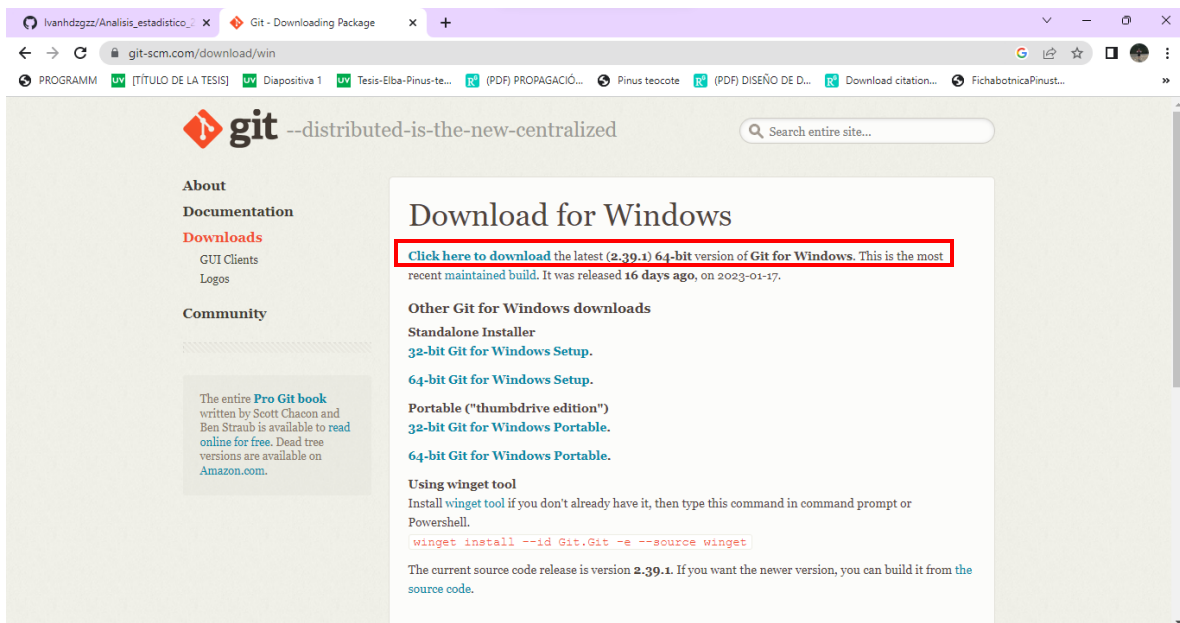 Ivanhdzgzz/Analisis_estadistico_2
Git - Downloading Package
git-scm.com/download/win
PROGRAMM
UV [TÍTULO DE LA TESIS]
UV Diapositiva 1
UV Tesis-Elba-Pinus-te...
R⁶ (PDF) PROPAGACIÓ...
Pinus teocote
R⁶ (PDF) DISEÑO DE D...
R⁶ Download citation...
FichabotnicaPinust...
»
git --distributed-is-the-new-centralized
Search entire site...
About
Documentation
Downloads
GUI Clients
Logos
Community
The entire Pro Git book
written by Scott Chacon and
Ben Straub is available to read
online for free. Dead tree
versions are available on
Amazon.com.
Download for Windows
Click here to download the latest (2.39.1) 64-bit version of Git for Windows. This is the most
recent maintained build. It was released 16 days ago, on 2023-01-17.
Other Git for Windows downloads
Standalone Installer
32-bit Git for Windows Setup.
64-bit Git for Windows Setup.
Portable ("thumbdrive edition")
32-bit Git for Windows Portable.
64-bit Git for Windows Portable.
Using winget tool
Install winget tool if you don't already have it, then type this command in command prompt or
Powershell.
winget install --id Git.Git -e --source winget
The current source code release is version 2.39.1. If you want the newer version, you can build it from the
source code.